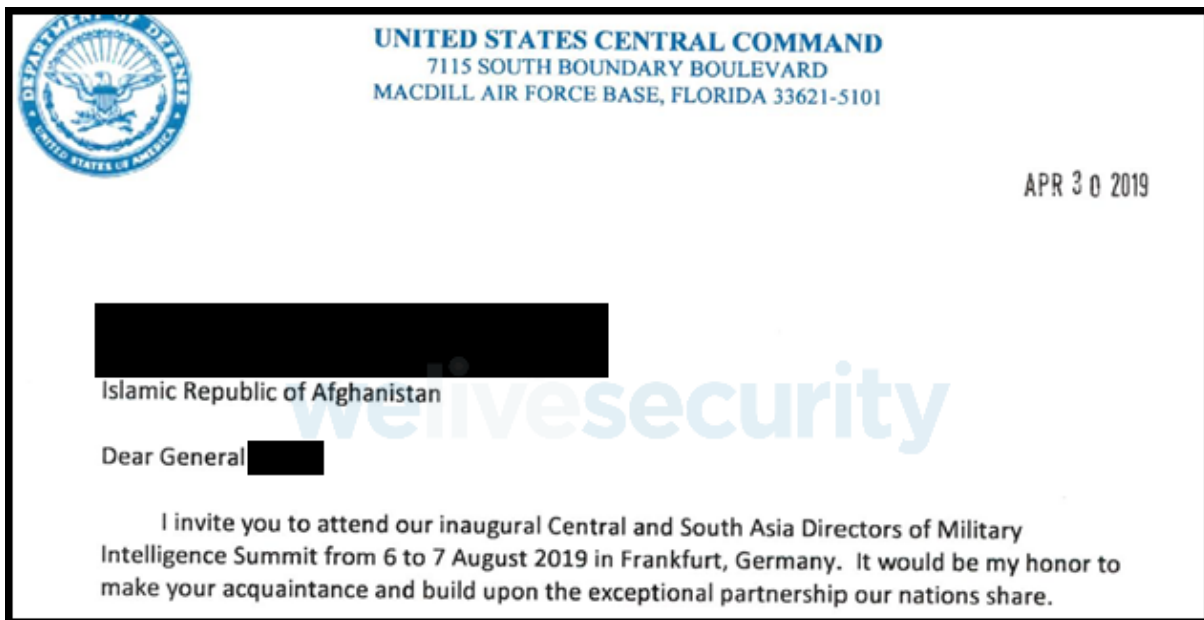 DEPARTMENT OF DEFENSE
UNITED STATES OF AMERICA
UNITED STATES CENTRAL COMMAND
7115 SOUTH BOUNDARY BOULEVARD
MACDILL AIR FORCE BASE, FLORIDA 33621-5101
APR 30 2019
Islamic Republic of Afghanistan
welivesecurity
Dear General
I invite you to attend our inaugural Central and South Asia Directors of Military
Intelligence Summit from 6 to 7 August 2019 in Frankfurt, Germany. It would be my honor to
make your acquaintance and build upon the exceptional partnership our nations share.